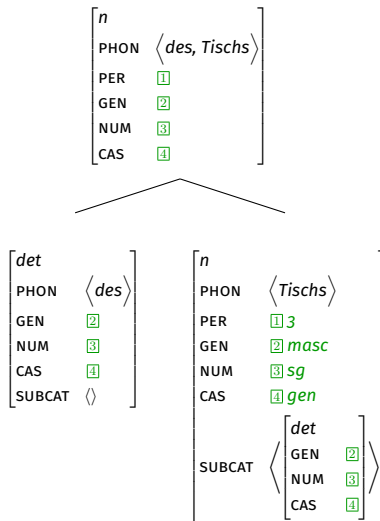 n
PHON ⟨des, Tischs⟩
PER 1
GEN 2
NUM 3
CAS 4
det
PHON ⟨des⟩
GEN 2
NUM 3
CAS 4
SUBCAT ⟨⟩
n
PHON ⟨Tischs⟩
PER 1 3
GEN 2 masc
NUM 3 sg
CAS 4 gen
SUBCAT ⟨
det
GEN 2
NUM 3
CAS 4
⟩